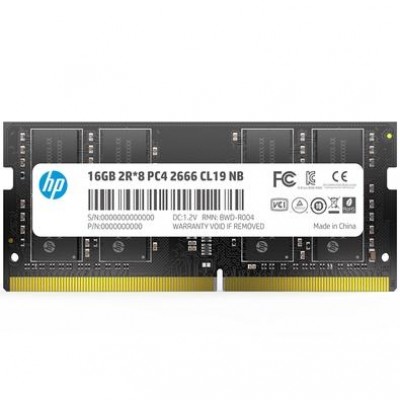 hp
16GB 2R*8 PC4 2666 CL19 NB
S/N:0000000000000 DC:1.2V RMN: BWD-R004
P/N:0000000000 WARRANTY VOID IF REMOVED
FC CE
VCCI
Made in China